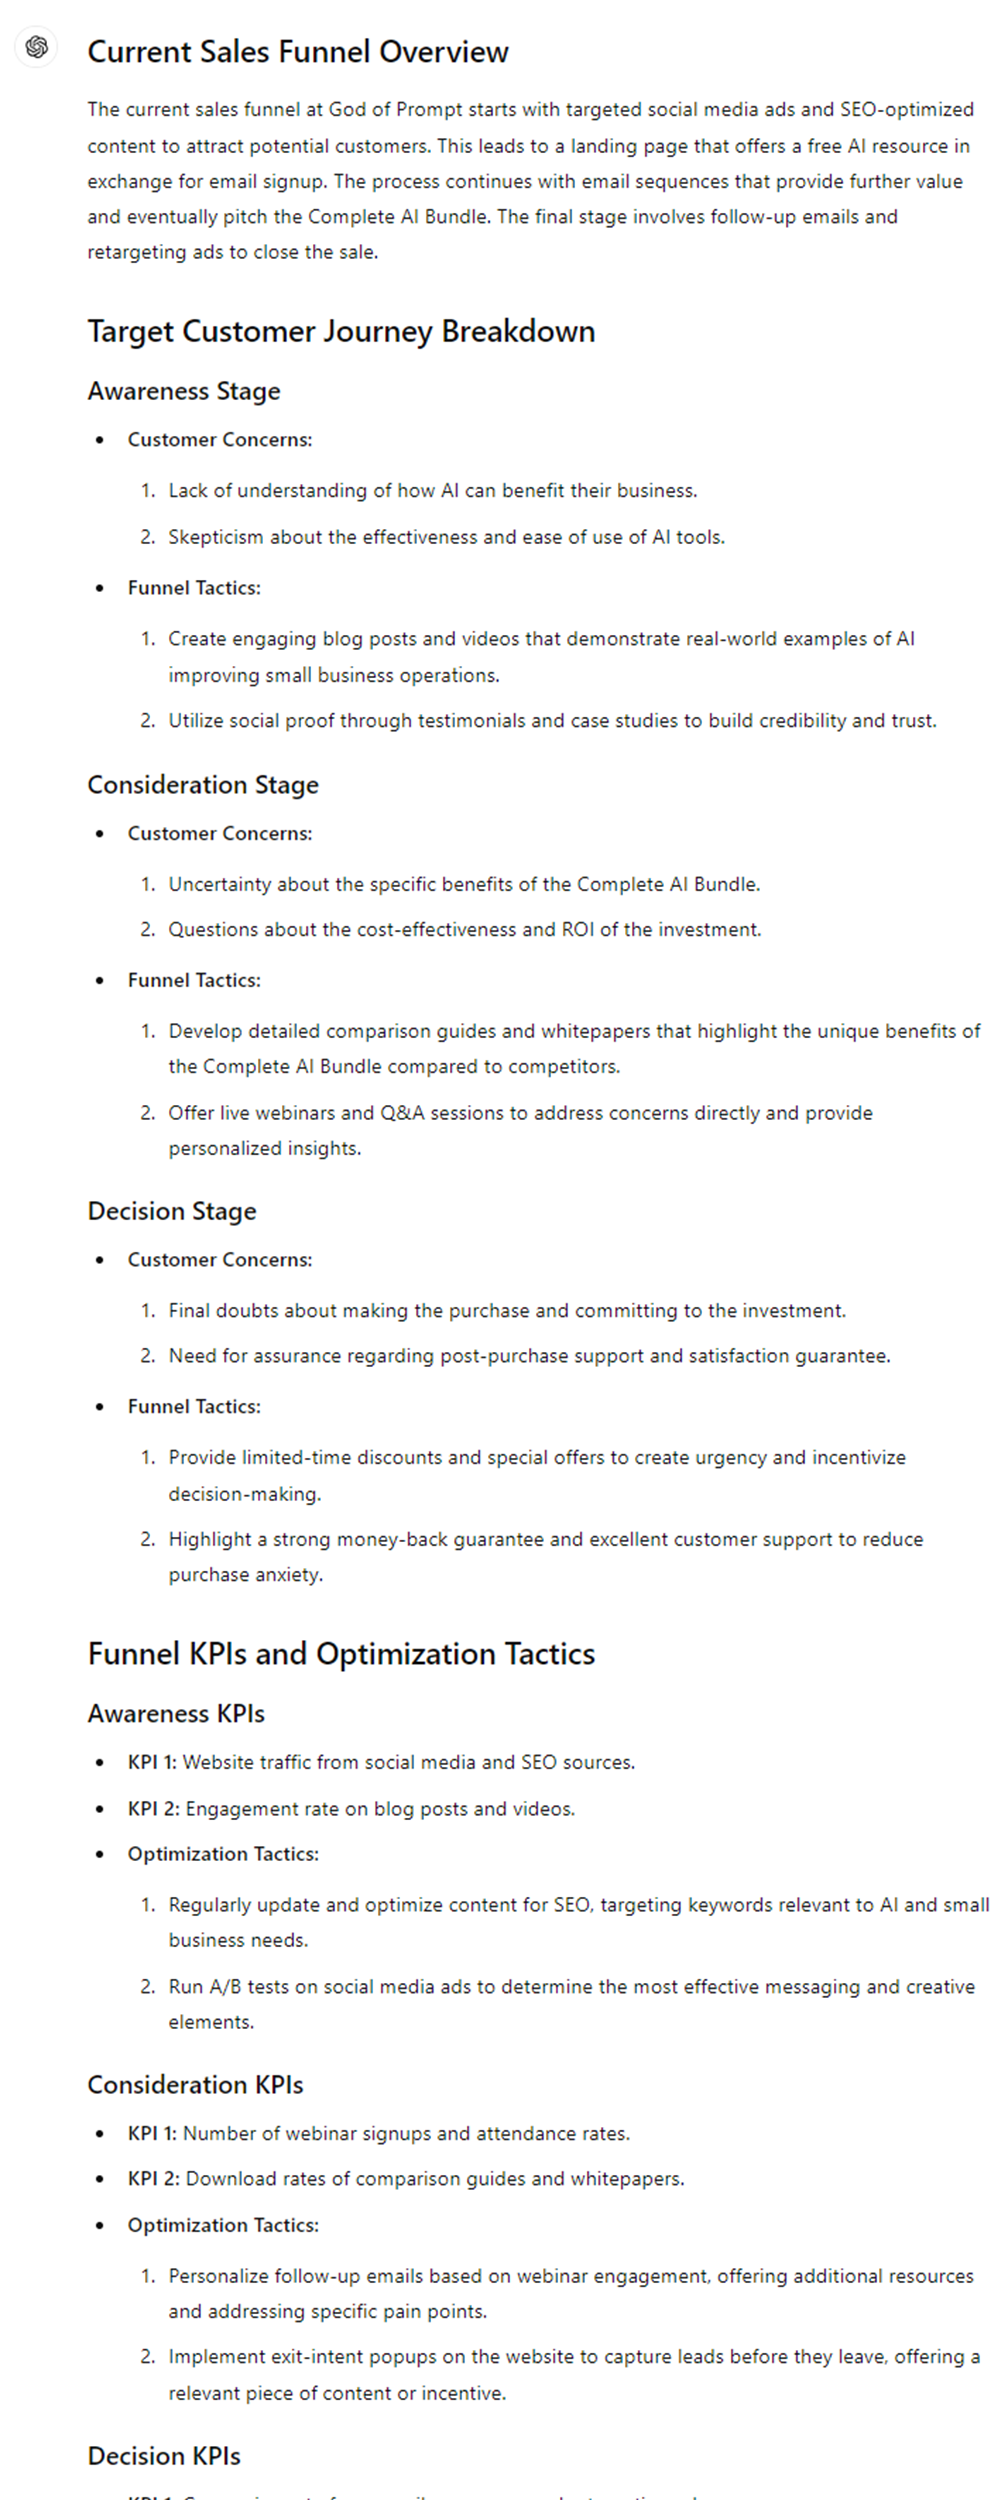 Current Sales Funnel Overview
The current sales funnel at God of Prompt starts with targeted social media ads and SEO-optimized
content to attract potential customers. This leads to a landing page that offers a free AI resource in
exchange for email signup. The process continues with email sequences that provide further value
and eventually pitch the Complete AI Bundle. The final stage involves follow-up emails and
retargeting ads to close the sale.
Target Customer Journey Breakdown
Awareness Stage
• Customer Concerns:
1. Lack of understanding of how AI can benefit their business.
2. Skepticism about the effectiveness and ease of use of AI tools.
• Funnel Tactics:
1. Create engaging blog posts and videos that demonstrate real-world examples of AI
improving small business operations.
2. Utilize social proof through testimonials and case studies to build credibility and trust.
Consideration Stage
• Customer Concerns:
1. Uncertainty about the specific benefits of the Complete AI Bundle.
2. Questions about the cost-effectiveness and ROI of the investment.
• Funnel Tactics:
1. Develop detailed comparison guides and whitepapers that highlight the unique benefits of
the Complete AI Bundle compared to competitors.
2. Offer live webinars and Q&A sessions to address concerns directly and provide
personalized insights.
Decision Stage
• Customer Concerns:
1. Final doubts about making the purchase and committing to the investment.
2. Need for assurance regarding post-purchase support and satisfaction guarantee.
• Funnel Tactics:
1. Provide limited-time discounts and special offers to create urgency and incentivize
decision-making.
2. Highlight a strong money-back guarantee and excellent customer support to reduce
purchase anxiety.
Funnel KPIs and Optimization Tactics
Awareness KPIs
• KPI 1: Website traffic from social media and SEO sources.
• KPI 2: Engagement rate on blog posts and videos.
• Optimization Tactics:
1. Regularly update and optimize content for SEO, targeting keywords relevant to AI and small
business needs.
2. Run A/B tests on social media ads to determine the most effective messaging and creative
elements.
Consideration KPIs
• KPI 1: Number of webinar signups and attendance rates.
• KPI 2: Download rates of comparison guides and whitepapers.
• Optimization Tactics:
1. Personalize follow-up emails based on webinar engagement, offering additional resources
and addressing specific pain points.
2. Implement exit-intent popups on the website to capture leads before they leave, offering a
relevant piece of content or incentive.
Decision KPIs